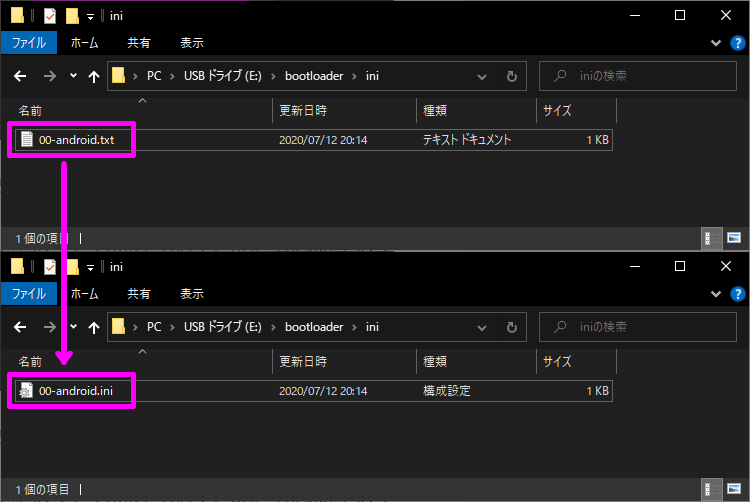 ini
ファイル ホーム 共有 表示
PC USB ドライブ (E:) bootloader ini iniの検索
名前 更新日時 種類 サイズ
00-android.txt 2020/07/12 20:14 テキスト ドキュメント 1 KB
1 個の項目
ini
ファイル ホーム 共有 表示
PC USB ドライブ (E:) bootloader ini iniの検索
名前 更新日時 種類 サイズ
00-android.ini 2020/07/12 20:14 構成設定 1 KB
1 個の項目